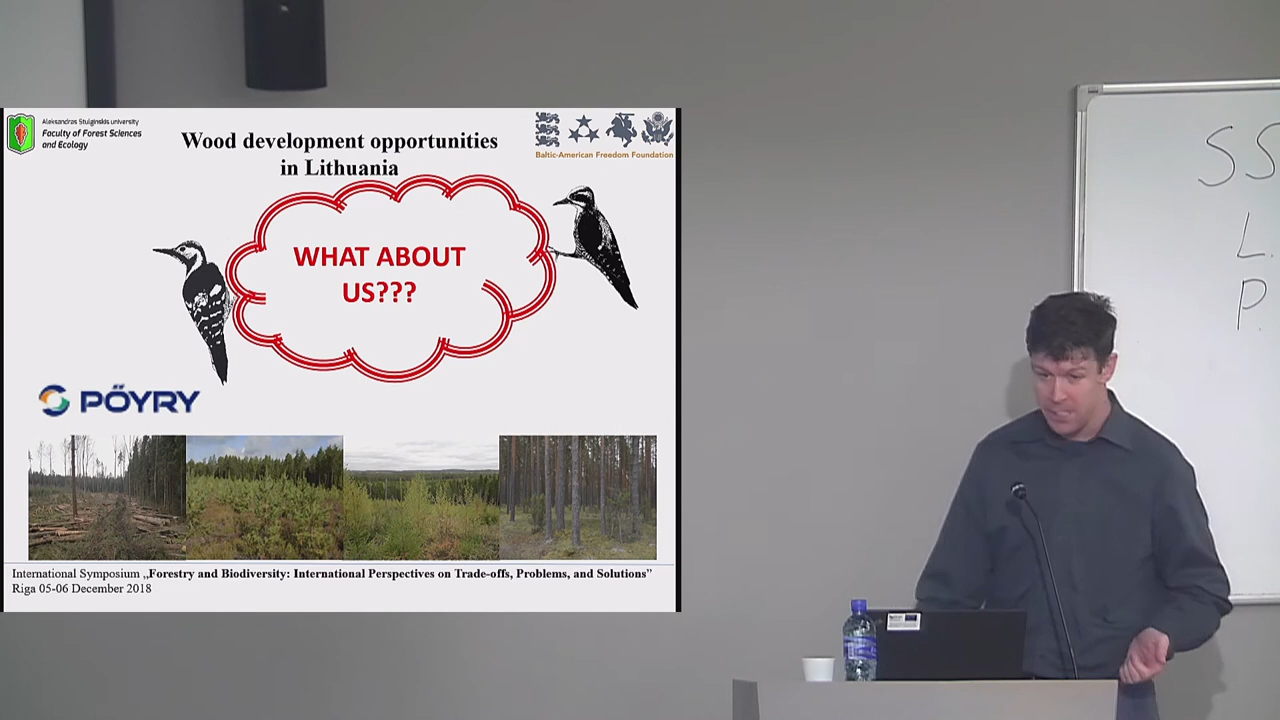 Aleksandras Stulginskis university
Faculty of Forest Sciences
and Ecology
Wood development opportunities
in Lithuania
Baltic-American Freedom Foundation
WHAT ABOUT
US???
PŐYRY
International Symposium „Forestry and Biodiversity: International Perspectives on Trade-offs, Problems, and Solutions”
Riga 05-06 December 2018
SS
L.
P.